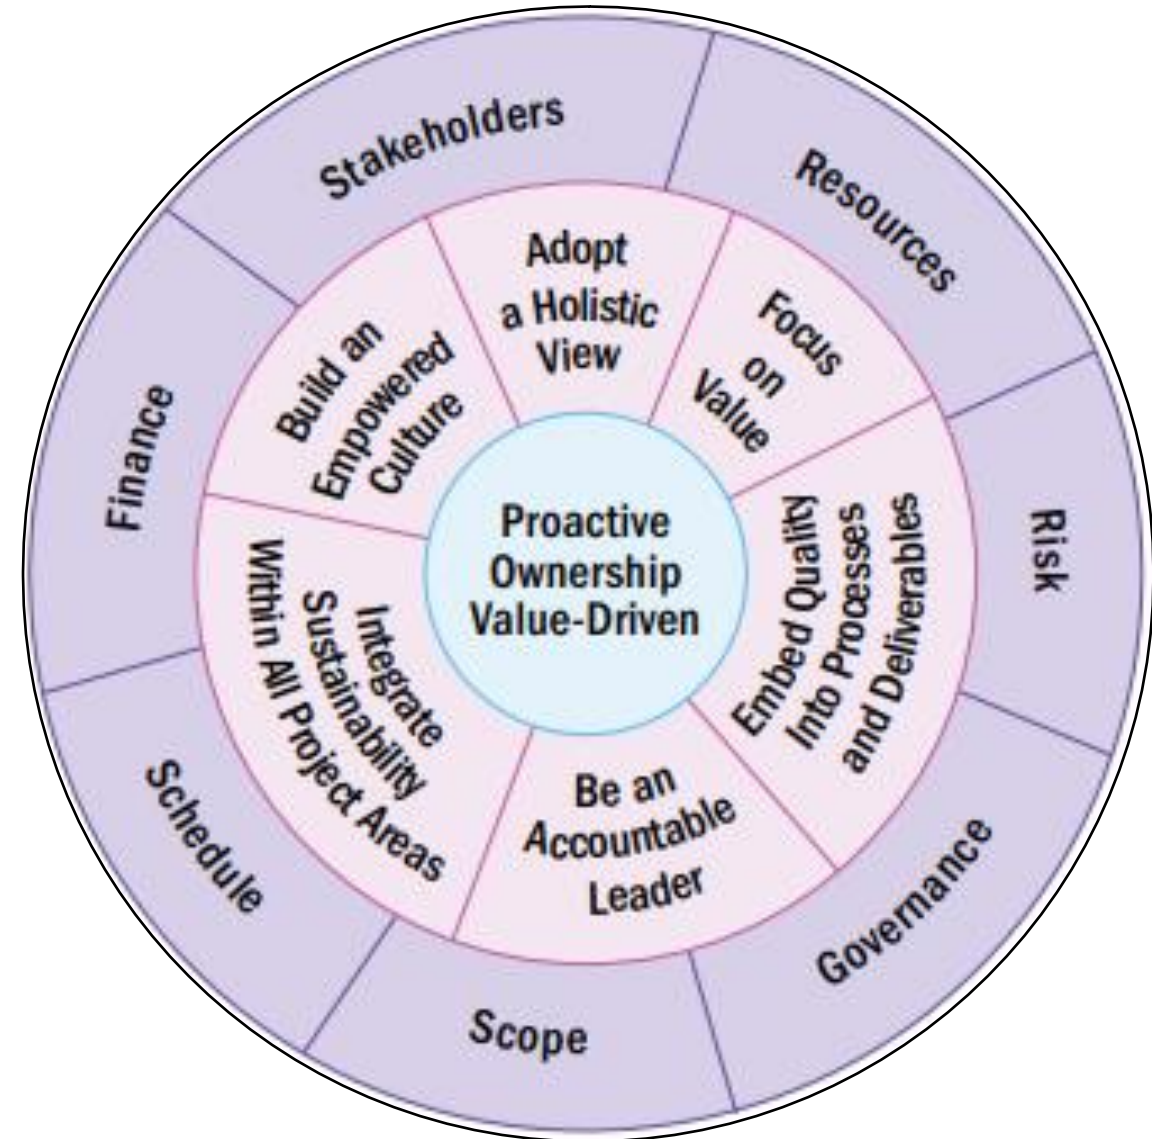 Stakeholders
Resources
Risk
Governance
Scope
Schedule
Finance
Adopt
a Holistic
View
Focus
on
Value
Embed Quality
Into Processes
and Deliverables
Be an
Accountable
Leader
Integrate
Sustainability
Within All Project Areas
Build an
Empowered
Culture
Proactive
Ownership
Value-Driven